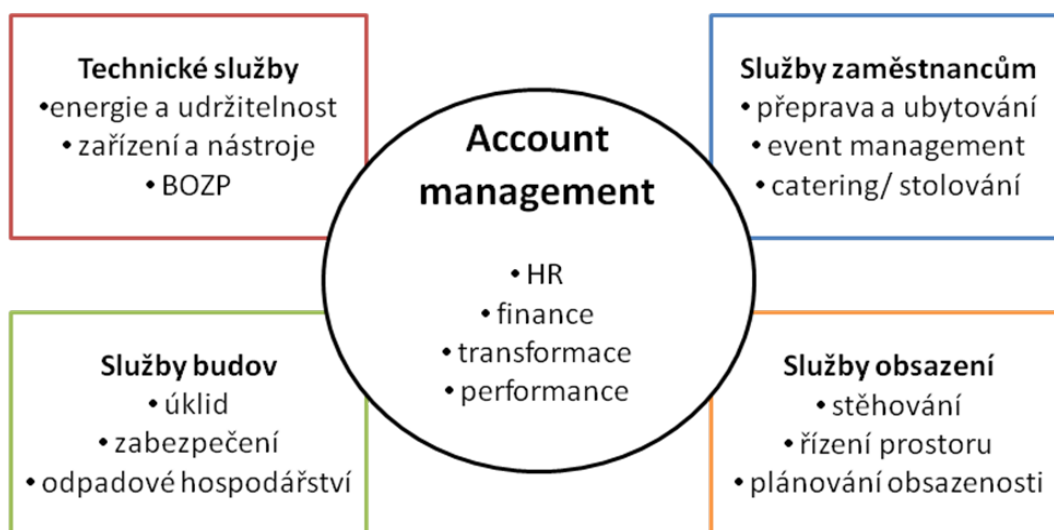 Technické služby
•energie a udržitelnost
• zařízení a nástroje
• BOZP
Služby zaměstnancům
• přeprava a ubytování
• event management
• catering/ stolování
Account
management
• HR
• finance
• transformace
• performance
Služby budov
• úklid
• zabezpečení
• odpadové hospodářství
Služby obsazení
• stěhování
• řízení prostoru
• plánování obsazenosti